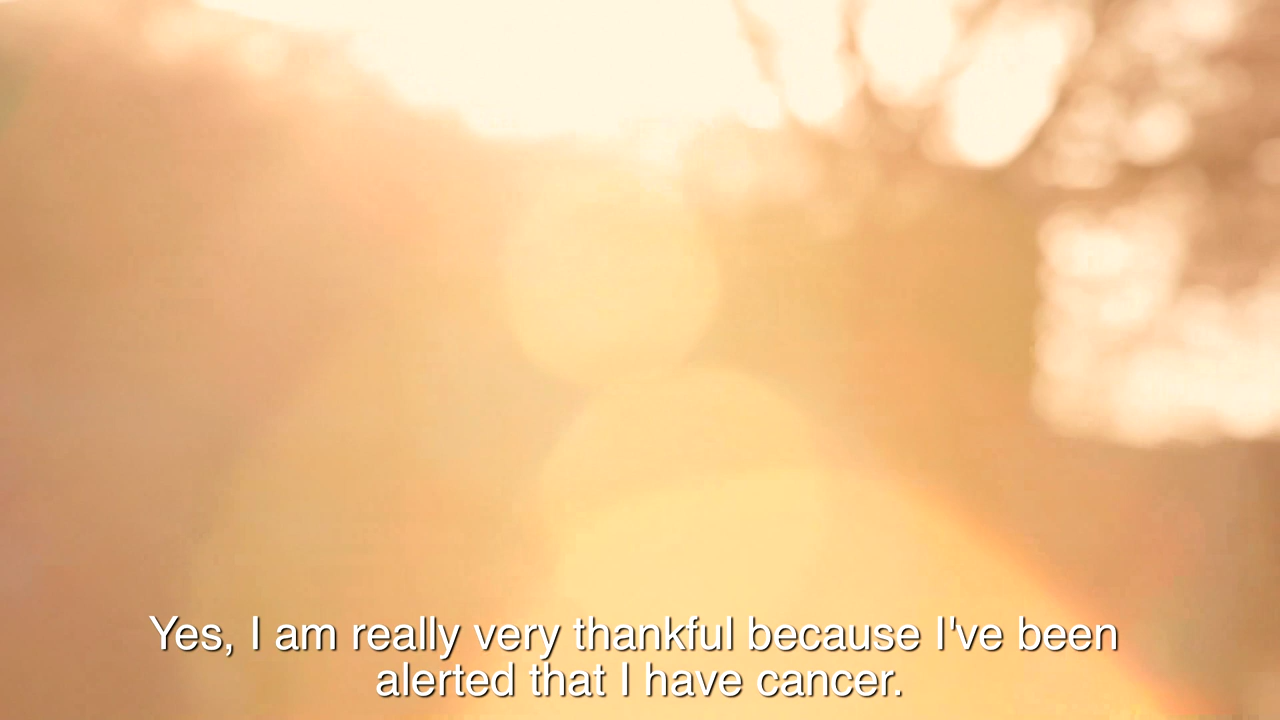 Yes, I am really very thankful because I've been
alerted that I have cancer.